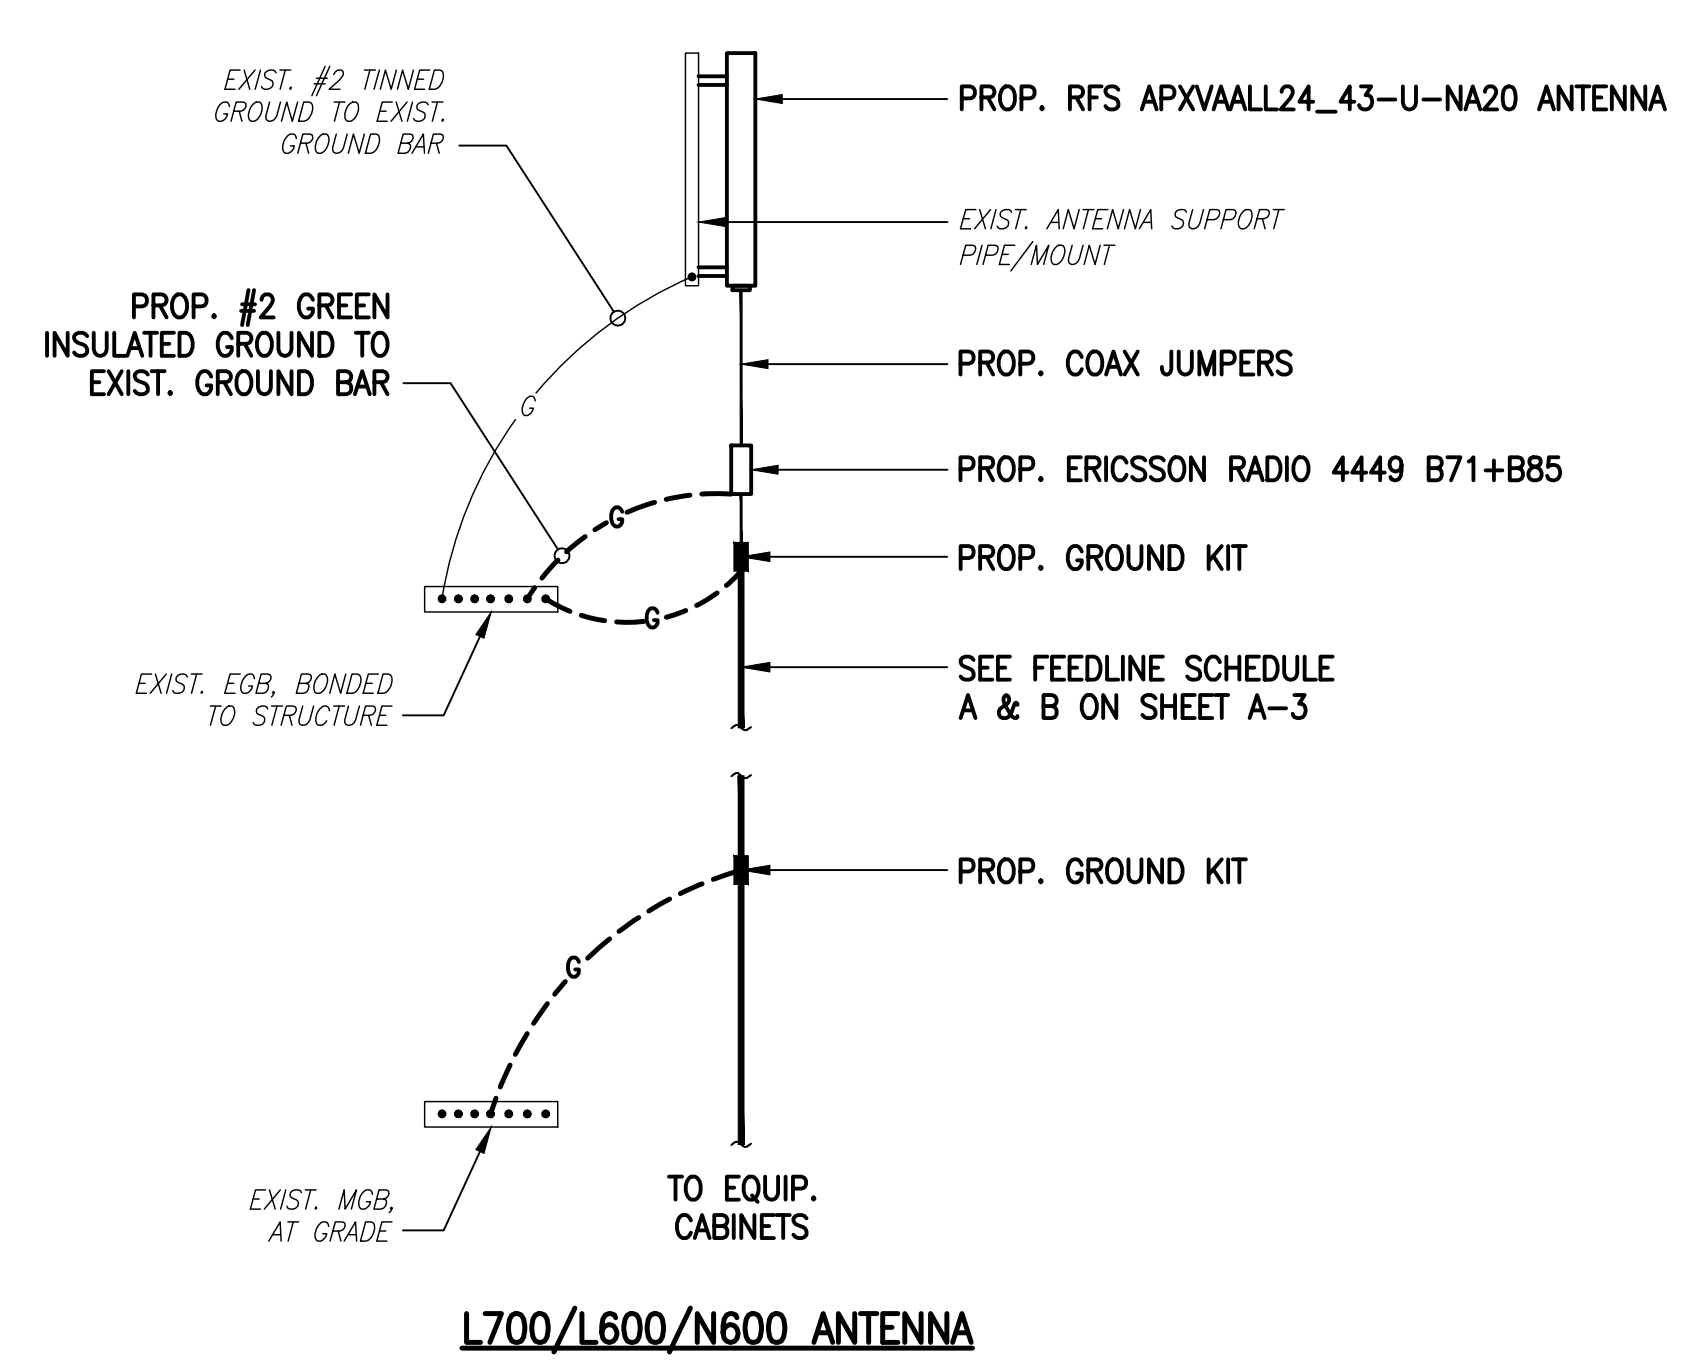 EXIST. #2 TINNED
GROUND TO EXIST.
GROUND BAR
PROP. RFS APXVAALL24_43-U-NA20 ANTENNA
EXIST. ANTENNA SUPPORT
PIPE/MOUNT
PROP. #2 GREEN
INSULATED GROUND TO
EXIST. GROUND BAR
PROP. COAX JUMPERS
G
PROP. ERICSSON RADIO 4449 B71+B85
G
PROP. GROUND KIT
G
EXIST. EGB, BONDED
TO STRUCTURE
SEE FEEDLINE SCHEDULE
A & B ON SHEET A-3
PROP. GROUND KIT
G
EXIST. MGB,
AT GRADE
TO EQUIP.
CABINETS
L700/L600/N600 ANTENNA